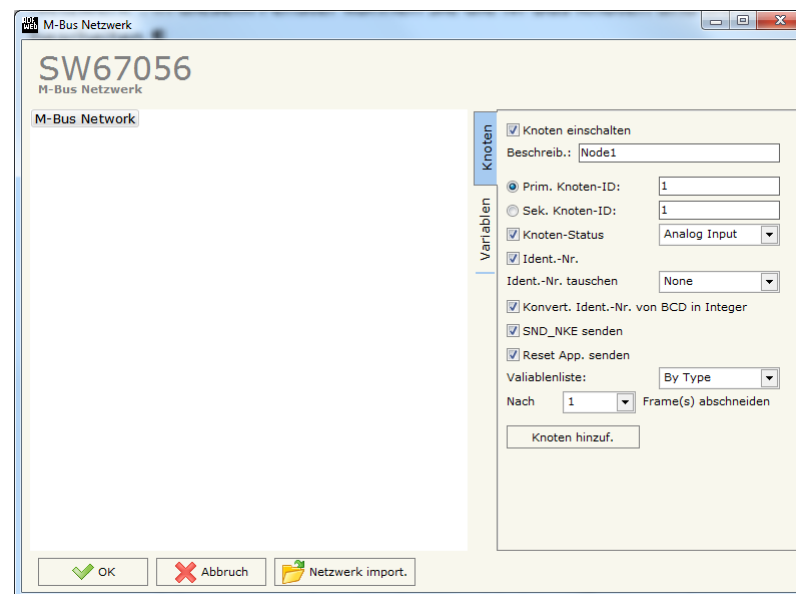 M-Bus Netzwerk
SW67056
M-Bus Netzwerk
M-Bus Network
Knoten
Variablen
Knoten einschalten
Beschreib.: Node1
Prim. Knoten-ID: 1
Sek. Knoten-ID: 1
Knoten-Status Analog Input
Ident.-Nr.
Ident.-Nr. tauschen None
Konvert. Ident.-Nr. von BCD in Integer
SND_NKE senden
Reset App. senden
Valiablenliste: By Type
Nach 1 Frame(s) abschneiden
Knoten hinzuf.
OK Abbruch Netzwerk import.